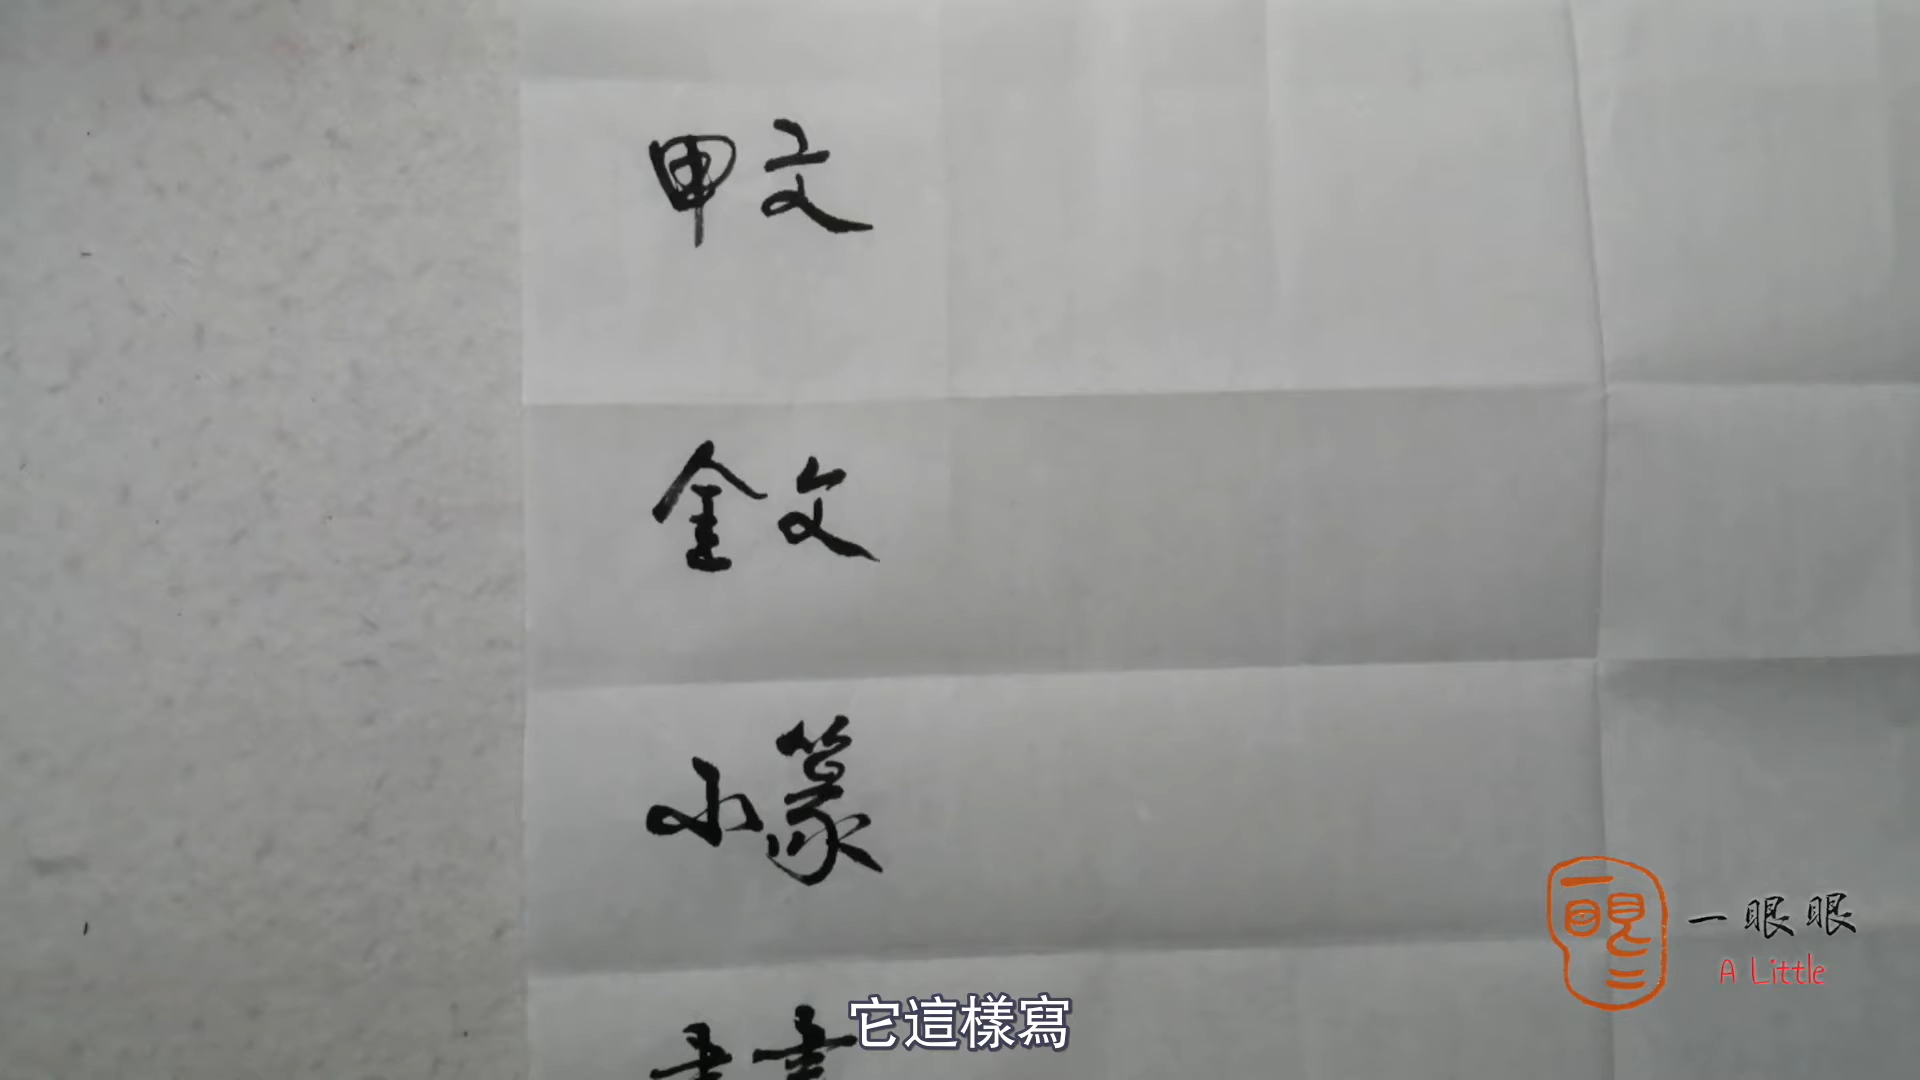 甲文
金文
小篆
一眼眼
A Little
它這樣寫